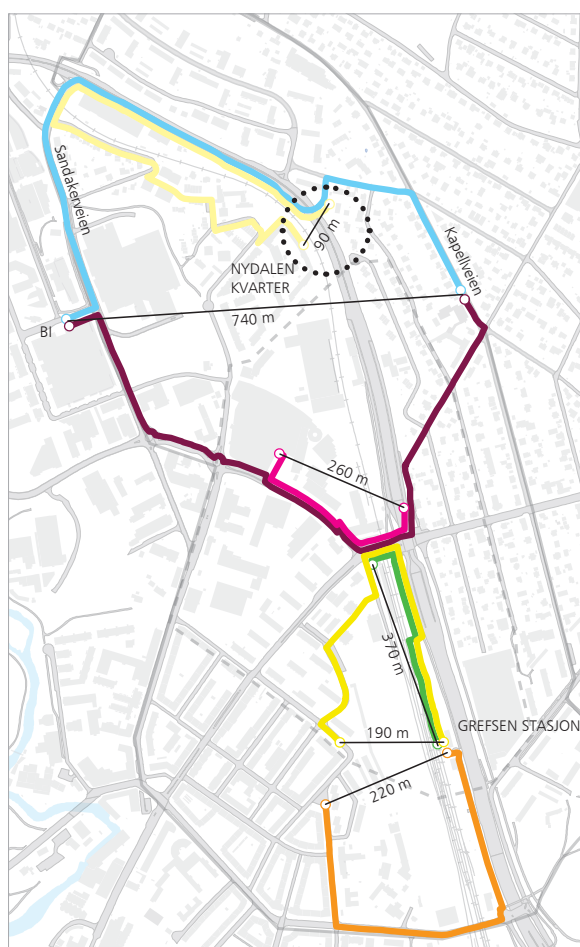 Sandakerveien
90 m
Kapellveien
NYDALEN
KVARTER
740 m
BI
260 m
370 m
GREFSEN STASJON
190 m
220 m